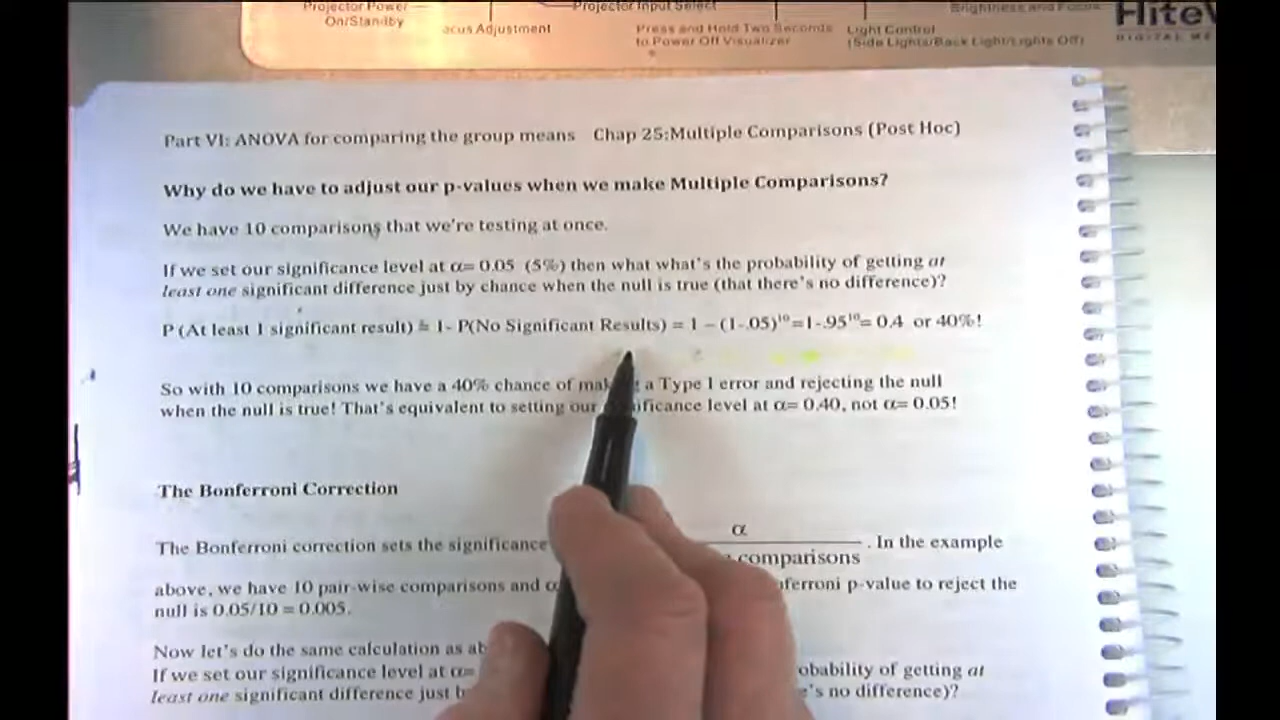 Projector Power
On/Standby
ocus Adjustment
Projector Input Select
Press and Hold Two Seconds
to Power Off Visualizer
Light Control
(Side Lights/Back Light/Lights Off)
Brightness and Focus
Part VI: ANOVA for comparing the group means Chap 25:Multiple Comparisons (Post Hoc)
Why do we have to adjust our p-values when we make Multiple Comparisons?
We have 10 comparisons that we're testing at once.
If we set our significance level at α= 0.05 (5%) then what what's the probability of getting at
least one significant difference just by chance when the null is true (that there's no difference)?
P (At least 1 significant result) = 1- P(No Significant Results) = 1 – (1-.05)¹⁰=1-.95¹⁰= 0.4 or 40%!
So with 10 comparisons we have a 40% chance of mak a Type I error and rejecting the null
when the null is true! That's equivalent to setting our ificance level at α= 0.40, not α= 0.05!
The Bonferroni Correction
The Bonferroni correction sets the significance α
comparisons . In the example
above, we have 10 pair-wise comparisons and α ferroni p-value to reject the
null is 0.05/10 = 0.005.
Now let's do the same calculation as ab
If we set our significance level at α= obability of getting at
least one significant difference just b e's no difference)?